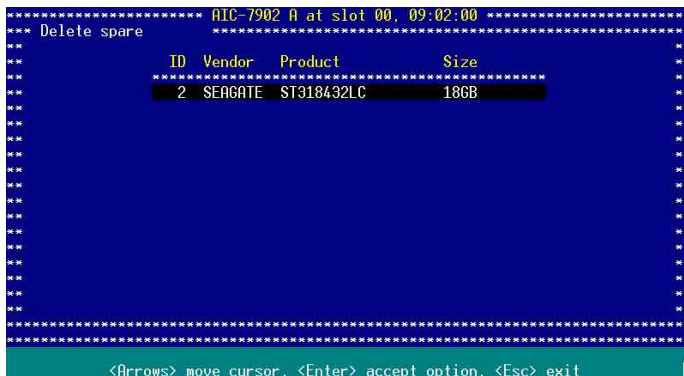 AIC-7902 A at slot 00, 09:02:00
Delete spare
ID Vendor Product Size
2 SEAGATE ST318432LC 18GB
<Arrows> move cursor, <Enter> accept option, <Esc> exit